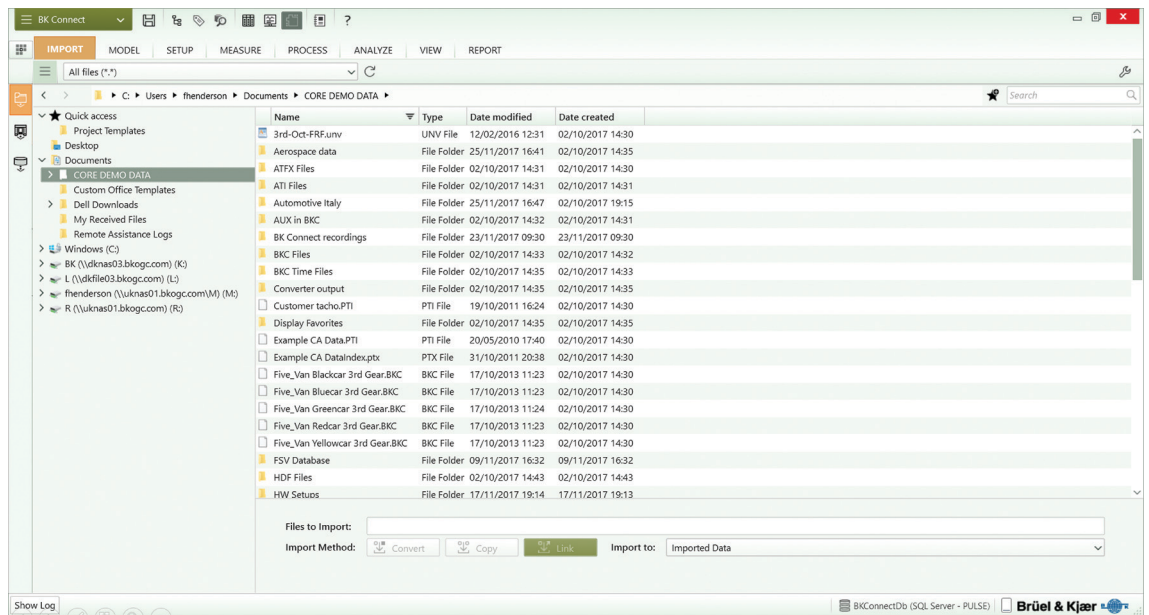 BK Connect ?
IMPORT MODEL SETUP MEASURE PROCESS ANALYZE VIEW REPORT
All files (*.*)
C: Users fhenderson Documents CORE DEMO DATA Search
Quick access
Project Templates
Desktop
Documents
CORE DEMO DATA
Custom Office Templates
Dell Downloads
My Received Files
Remote Assistance Logs
Windows (C:)
BK (\\dknas03.bkogc.com) (K:)
L (\\dkfile03.bkogc.com) (L:)
fhenderson (\\uknas01.bkogc.com\M) (M:)
R (\\uknas01.bkogc.com) (R:)
Name Type Date modified Date created
3rd-Oct-FRF.unv UNV File 12/02/2016 12:31 02/10/2017 14:30
Aerospace data File Folder 25/11/2017 16:41 02/10/2017 14:35
ATFX Files File Folder 02/10/2017 14:31 02/10/2017 14:30
ATI Files File Folder 02/10/2017 14:31 02/10/2017 14:31
Automotive Italy File Folder 25/11/2017 16:47 02/10/2017 19:15
AUX in BKC File Folder 02/10/2017 14:32 02/10/2017 14:31
BK Connect recordings File Folder 23/11/2017 09:30 23/11/2017 09:30
BKC Files File Folder 02/10/2017 14:33 02/10/2017 14:32
BKC Time Files File Folder 02/10/2017 14:35 02/10/2017 14:33
Converter output File Folder 02/10/2017 14:35 02/10/2017 14:35
Customer tacho.PTI PTI File 19/10/2011 16:24 02/10/2017 14:30
Display Favorites File Folder 02/10/2017 14:35 02/10/2017 14:35
Example CA Data.PTI PTI File 20/05/2010 17:40 02/10/2017 14:30
Example CA DataIndex.ptx PTX File 31/10/2011 20:38 02/10/2017 14:30
Five_Van Blackcar 3rd Gear.BKC BKC File 17/10/2013 11:23 02/10/2017 14:30
Five_Van Bluecar 3rd Gear.BKC BKC File 17/10/2013 11:23 02/10/2017 14:30
Five_Van Greencar 3rd Gear.BKC BKC File 17/10/2013 11:24 02/10/2017 14:30
Five_Van Redcar 3rd Gear.BKC BKC File 17/10/2013 11:23 02/10/2017 14:30
Five_Van Yellowcar 3rd Gear.BKC BKC File 17/10/2013 11:23 02/10/2017 14:30
FSV Database File Folder 09/11/2017 16:32 09/11/2017 16:32
HDF Files File Folder 02/10/2017 14:43 02/10/2017 14:43
HW Setups File Folder 17/11/2017 19:14 17/11/2017 19:13
Files to Import:
Import Method: Convert Copy Link Import to: Imported Data
Show Log BKConnectDb (SQL Server - PULSE) Brüel & Kjær